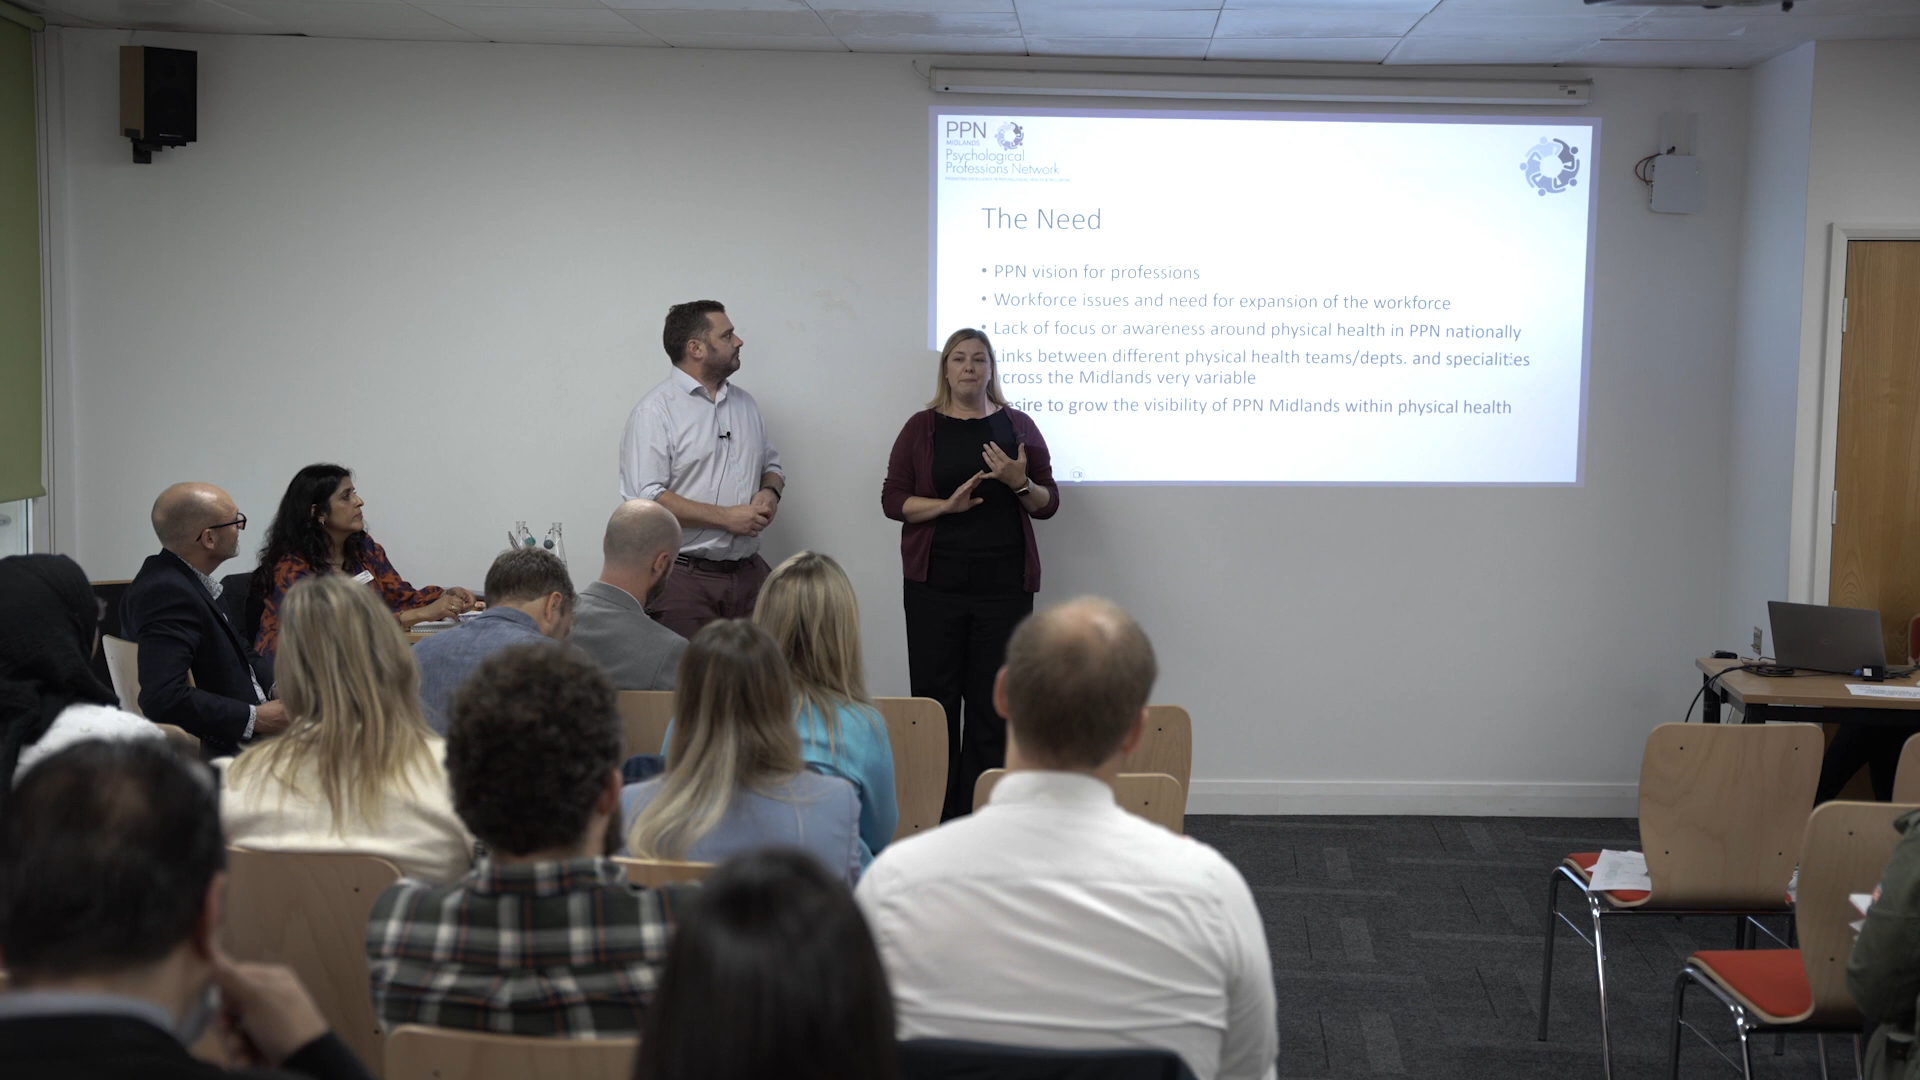 PPN
MIDLANDS
Psychological
Professions Network
The Need
• PPN vision for professions
• Workforce issues and need for expansion of the workforce
• Lack of focus or awareness around physical health in PPN nationally
Links between different physical health teams/depts. and specialities
across the Midlands very variable
esire to grow the visibility of PPN Midlands within physical health